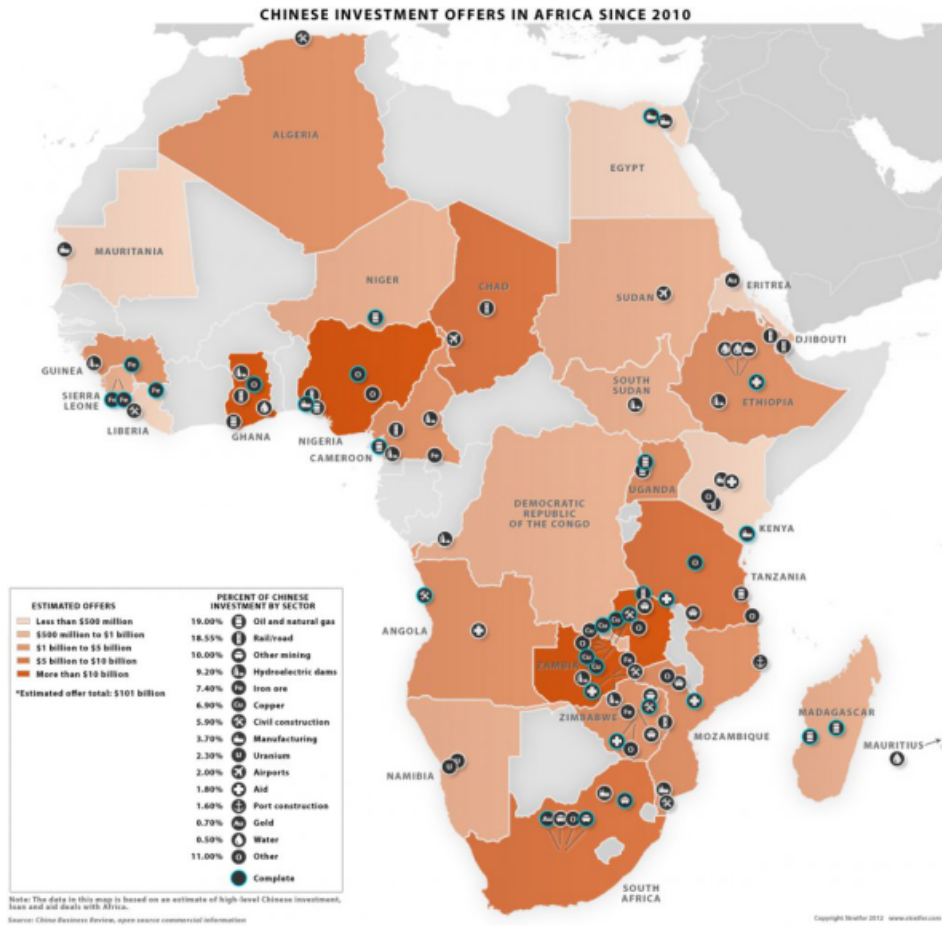 CHINESE INVESTMENT OFFERS IN AFRICA SINCE 2010
ALGERIA
EGYPT
MAURITANIA
NIGER
CHAD
SUDAN
ERITREA
DJIBOUTI
GUINEA
SIERRA
LEONE
LIBERIA
GHANA
NIGERIA
CAMEROON
SOUTH
SUDAN
ETHIOPIA
UGANDA
DEMOCRATIC
REPUBLIC
OF THE CONGO
KENYA
TANZANIA
ANGOLA
ZAMBIA
ZIMBABWE
MOZAMBIQUE
MADAGASCAR
MAURITIUS
NAMIBIA
SOUTH
AFRICA
ESTIMATED OFFERS
Less than $500 million
$500 million to $1 billion
$1 billion to $5 billion
$5 billion to $10 billion
More than $10 billion
*Estimated offer total: $101 billion
PERCENT OF CHINESE
INVESTMENT BY SECTOR
19.00% Oil and natural gas
18.55% Rail/road
10.00% Other mining
9.20% Hydroelectric dams
7.40% Fe Iron ore
6.90% Cu Copper
5.90% Civil construction
3.70% Manufacturing
2.30% U Uranium
2.00% Airports
1.80% Aid
1.60% Port construction
0.70% Au Gold
0.50% Water
11.00% O Other
Complete
Note: The data in this map is based on an estimate of high-level Chinese investment,
loan and aid deals with Africa.
Source: China Business Review, open source commercial information
Copyright Stratfor 2012 www.stratfor.com